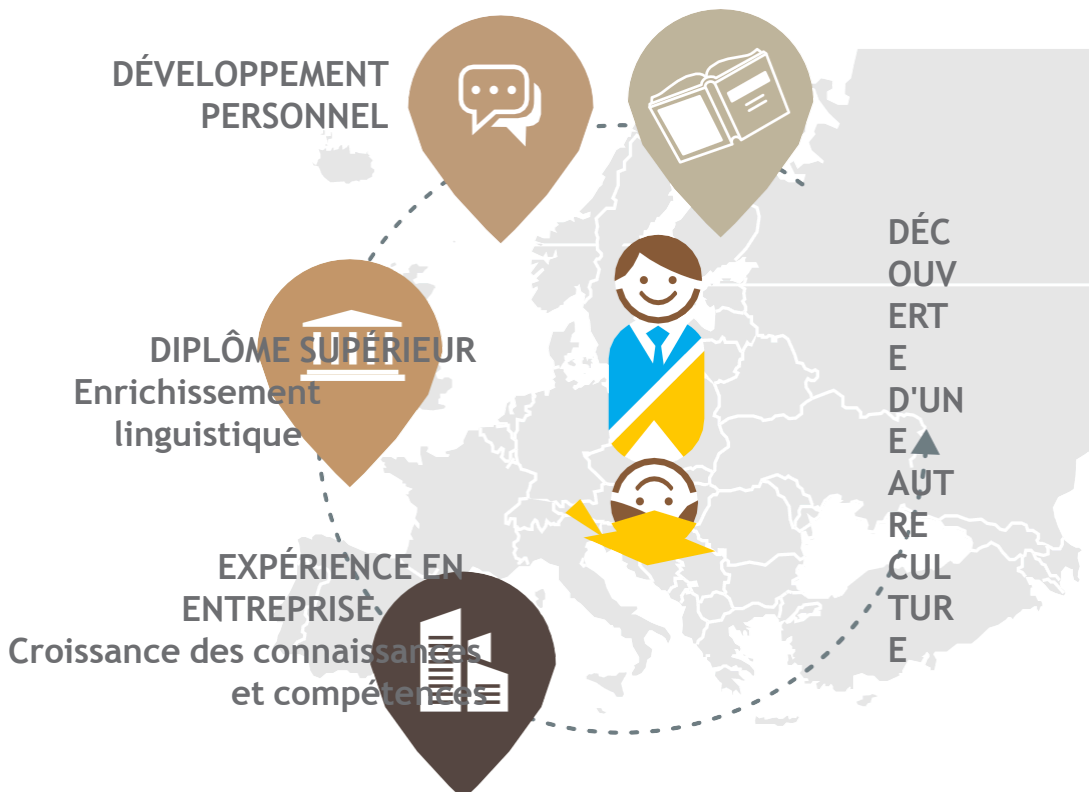 DÉVELOPPEMENT
PERSONNEL
DIPLÔME SUPÉRIEUR
Enrichissement
linguistique
EXPÉRIENCE EN
ENTREPRISE
Croissance des connaissances
et compétences
DÉC
OUV
ERT
E
D'UN
E
AUT
RE
CUL
TUR
E